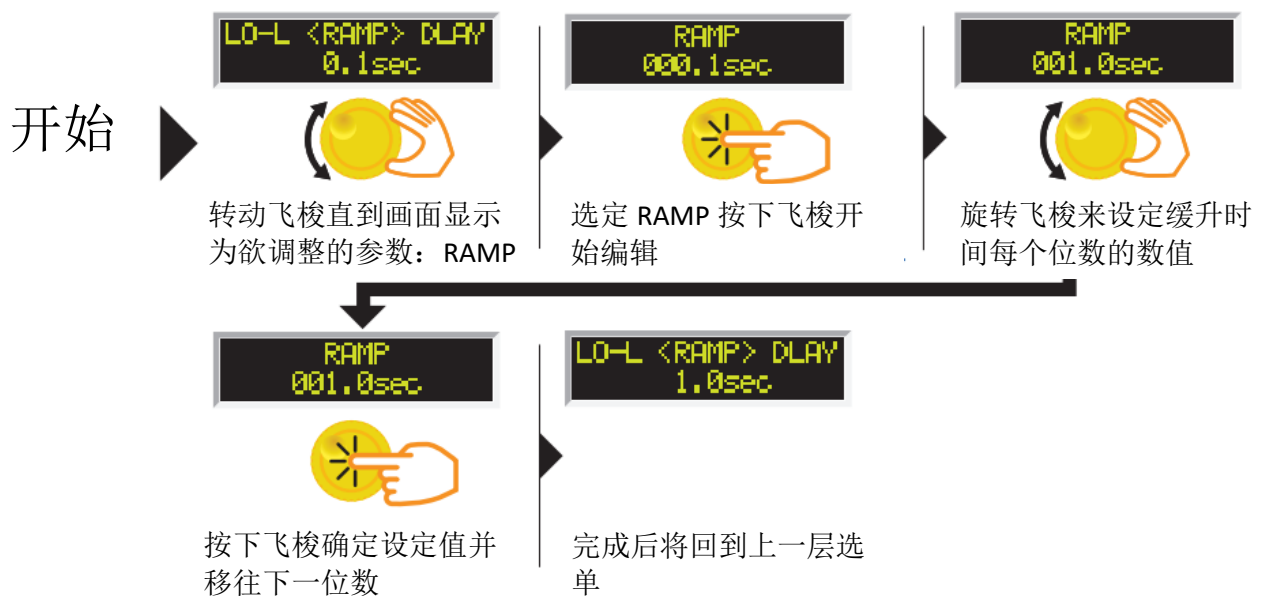 开始
LO-L <RAMP> DLAY
0.1sec
转动飞梭直到画面显示
为欲调整的参数：RAMP
RAMP
000.1sec
选定 RAMP 按下飞梭开
始编辑
RAMP
001.0sec
旋转飞梭来设定缓升时
间每个位数的数值
RAMP
001.0sec
按下飞梭确定设定值并
移往下一位数
LO-L <RAMP> DLAY
1.0sec
完成后将回到上一层选
单